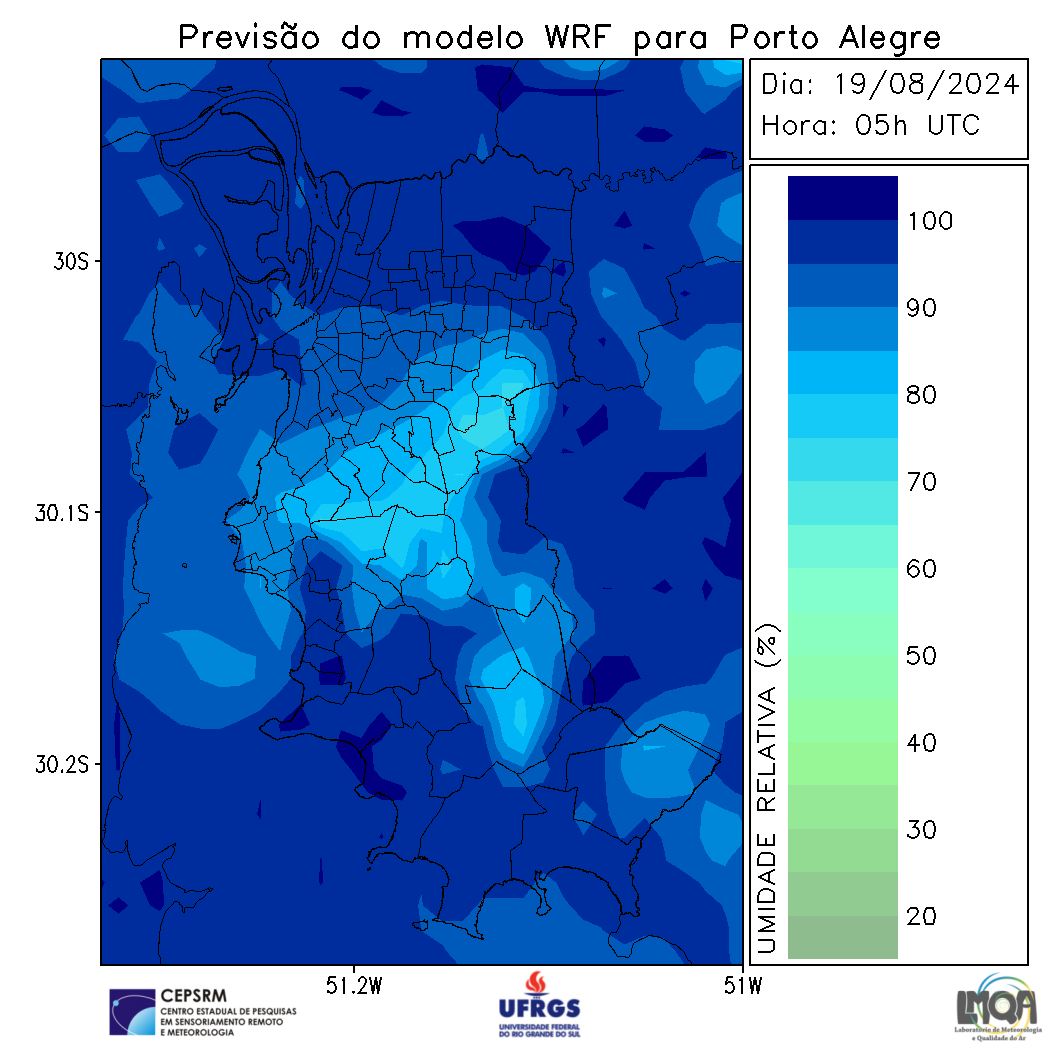 Previsão do modelo WRF para Porto Alegre
Dia: 19/08/2024
Hora: 05h UTC
30S
30.1S
30.2S
51.2W
51W
UMIDADE RELATIVA (%)
100
90
80
70
60
50
40
30
20
CEPSRM
CENTRO ESTADUAL DE PESQUISAS
EM SENSORIAMENTO REMOTO
E METEOROLOGIA
UFRGS
UNIVERSIDADE FEDERAL
DO RIO GRANDE DO SUL
LMQA
Laboratório de Meteorologia
e Qualidade do Ar